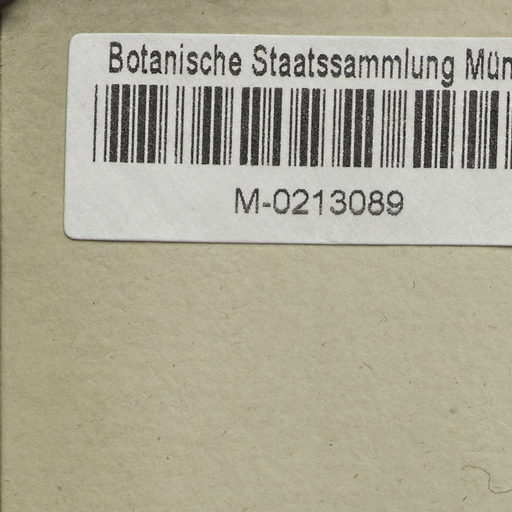 Botanische Staatssammlung Mün
M-0213089